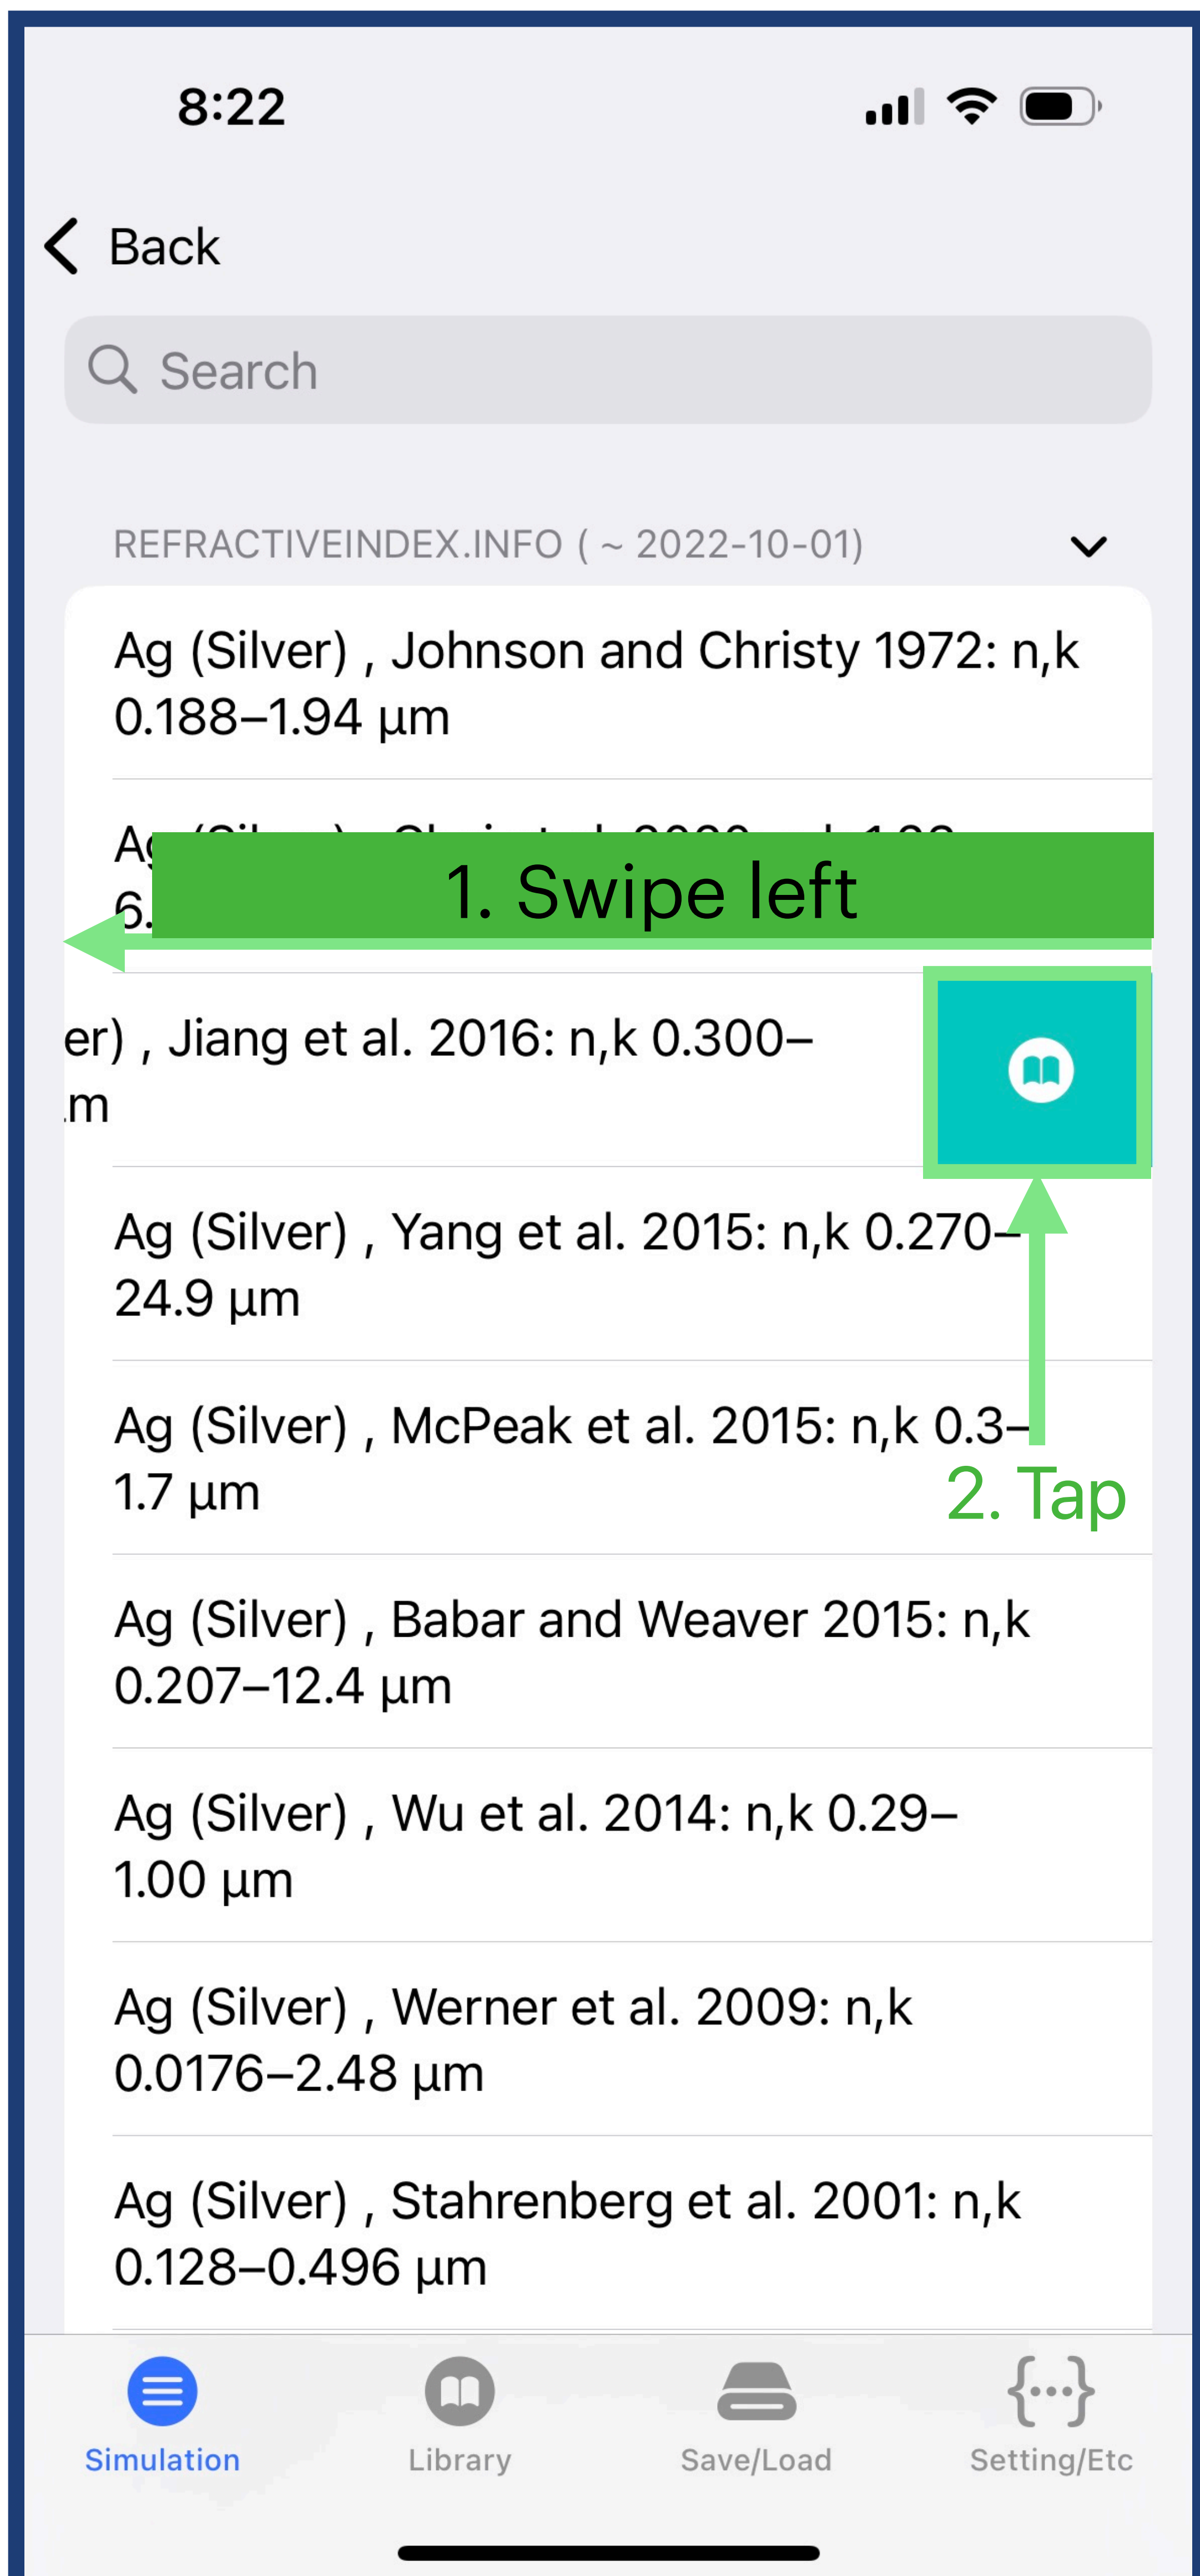 8:22
Back
Search
REFRACTIVEINDEX.INFO ( ~ 2022-10-01)
Ag (Silver) , Johnson and Christy 1972: n,k
0.188–1.94 μm
1. Swipe left
6.
er) , Jiang et al. 2016: n,k 0.300–
m
Ag (Silver) , Yang et al. 2015: n,k 0.270–
24.9 μm
Ag (Silver) , McPeak et al. 2015: n,k 0.3–
1.7 μm
2. Tap
Ag (Silver) , Babar and Weaver 2015: n,k
0.207–12.4 μm
Ag (Silver) , Wu et al. 2014: n,k 0.29–
1.00 μm
Ag (Silver) , Werner et al. 2009: n,k
0.0176–2.48 μm
Ag (Silver) , Stahrenberg et al. 2001: n,k
0.128–0.496 μm
Simulation Library Save/Load Setting/Etc